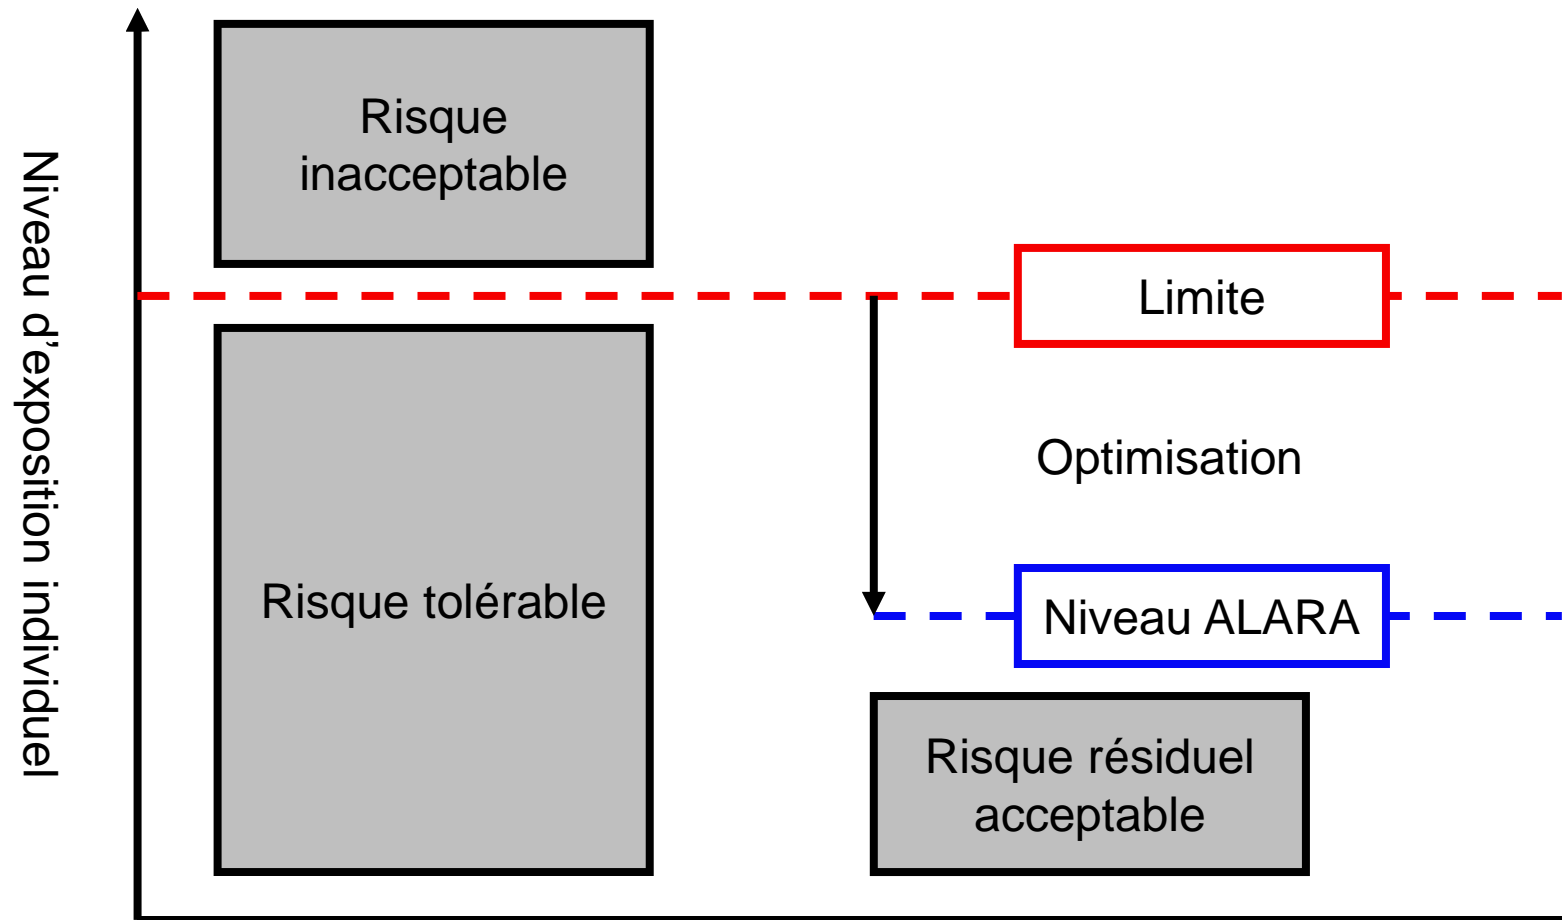 Niveau d’exposition individuel
Risque
inacceptable
Limite
Optimisation
Risque tolérable
Niveau ALARA
Risque résiduel
acceptable